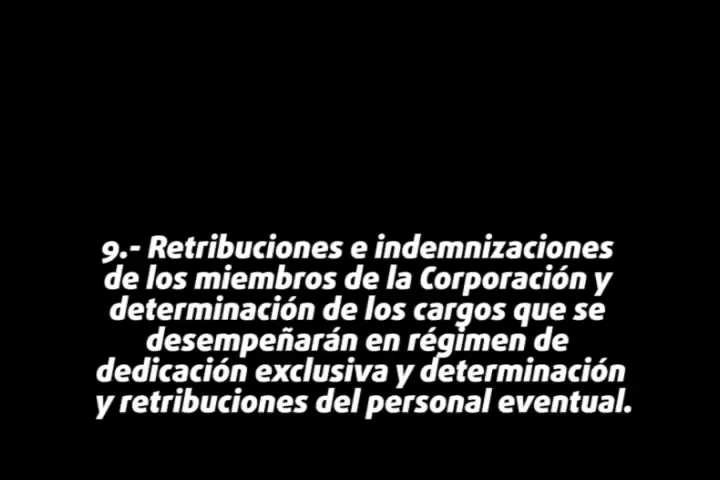 9.- Retribuciones e indemnizaciones
de los miembros de la Corporación y
determinación de los cargos que se
desempeñarán en régimen de
dedicación exclusiva y determinación
y retribuciones del personal eventual.